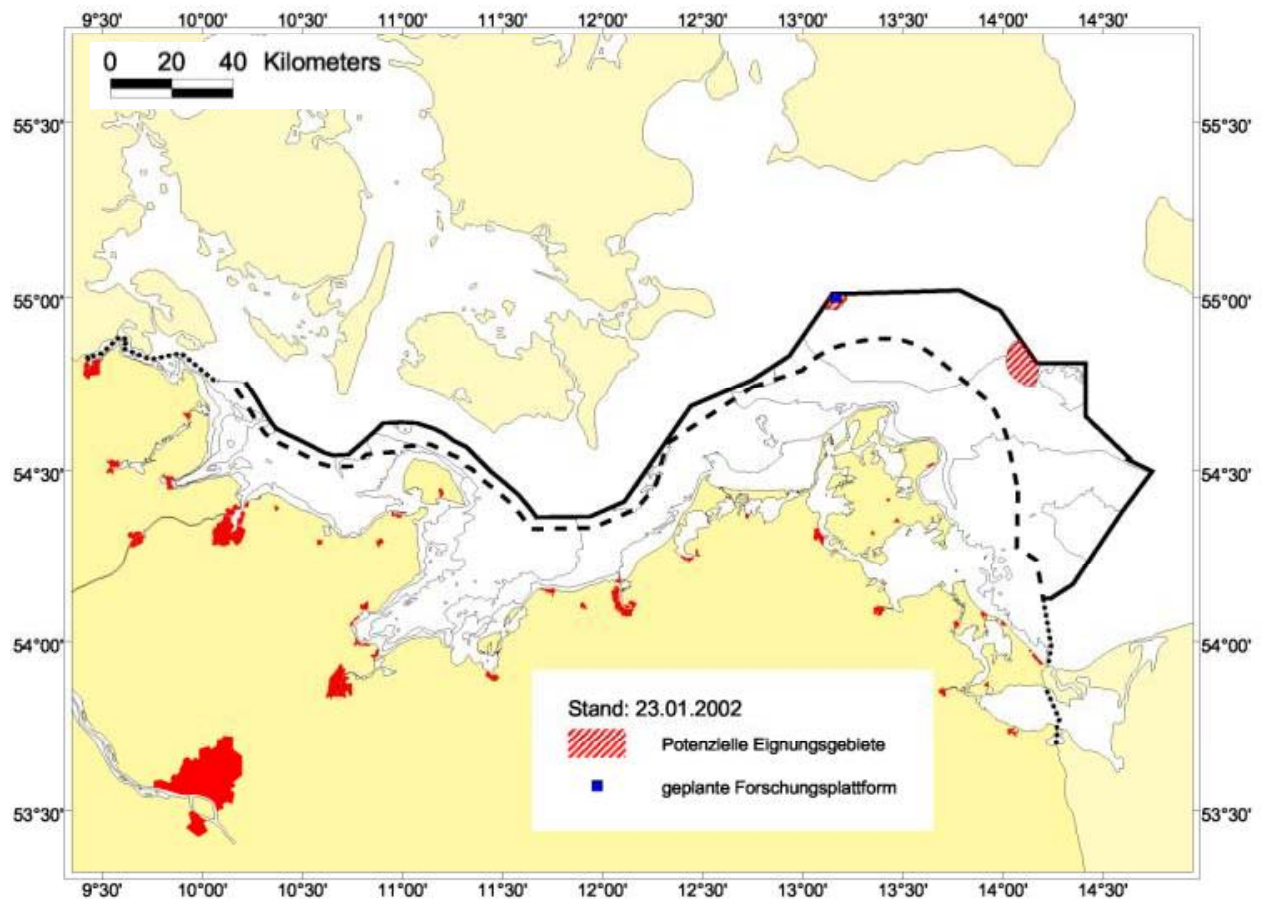 9°30' 10°00' 10°30' 11°00' 11°30' 12°00' 12°30' 13°00' 13°30' 14°00' 14°30'
0 20 40 Kilometers
55°30' 55°30'
55°00' 55°00'
54°30' 54°30'
54°00' 54°00'
Stand: 23.01.2002
Potenzielle Eignungsgebiete
geplante Forschungsplattform
53°30' 53°30'
9°30' 10°00' 10°30' 11°00' 11°30' 12°00' 12°30' 13°00' 13°30' 14°00' 14°30'